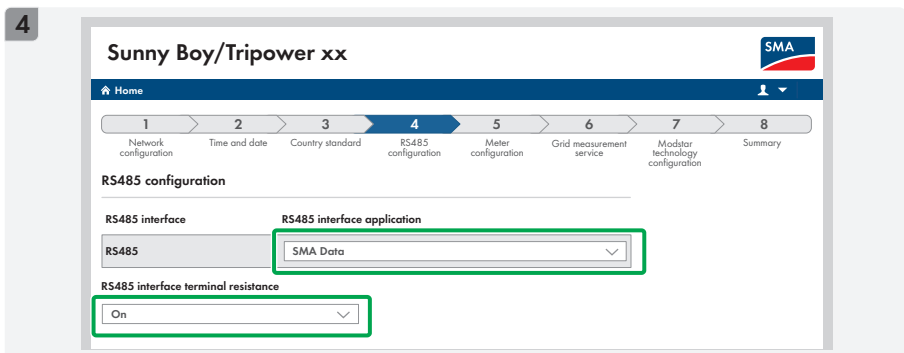 4
Sunny Boy/Tripower xx
SMA
Home
1 2 3 4 5 6 7 8
Network configuration
Time and date
Country standard
RS485 configuration
Meter configuration
Grid measurement service
Modstar technology configuration
Summary
RS485 configuration
RS485 interface RS485 interface application
RS485 SMA Data
RS485 interface terminal resistance
On